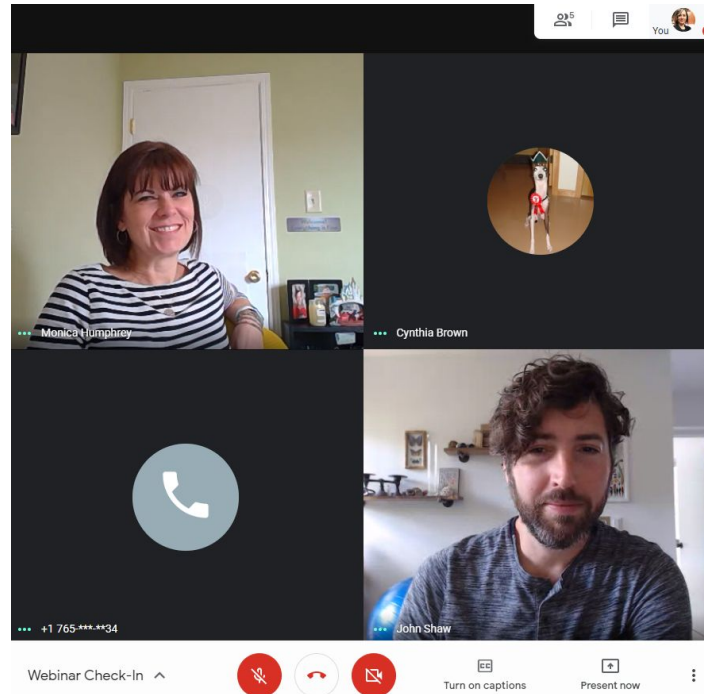 5
You
Monica Humphrey
Cynthia Brown
+1 765-***-**34
John Shaw
Webinar Check-In
CC
Turn on captions
Present now